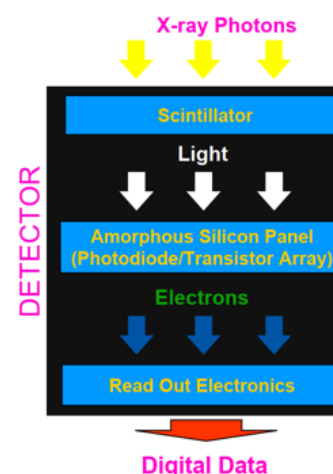 X-ray Photons
Scintillator
Light
Amorphous Silicon Panel
(Photodiode/Transistor Array)
Electrons
Read Out Electronics
Digital Data
DETECTOR